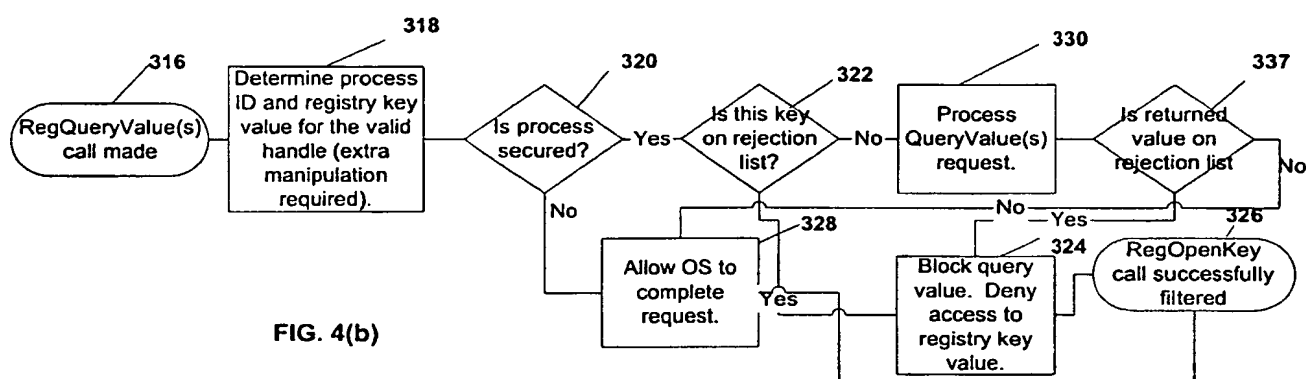 316
RegQueryValue(s)
call made
318
Determine process
ID and registry key
value for the valid
handle (extra
manipulation
required).
320
Is process
secured?
Yes
No
322
Is this key
on rejection
list?
No
Yes
330
Process
QueryValue(s)
request.
337
Is returned
value on
rejection list
No
No
Yes
328
Allow OS to
complete
request.
324
Block query
value. Deny
access to
registry key
value.
326
RegOpenKey
call successfully
filtered
FIG. 4(b)